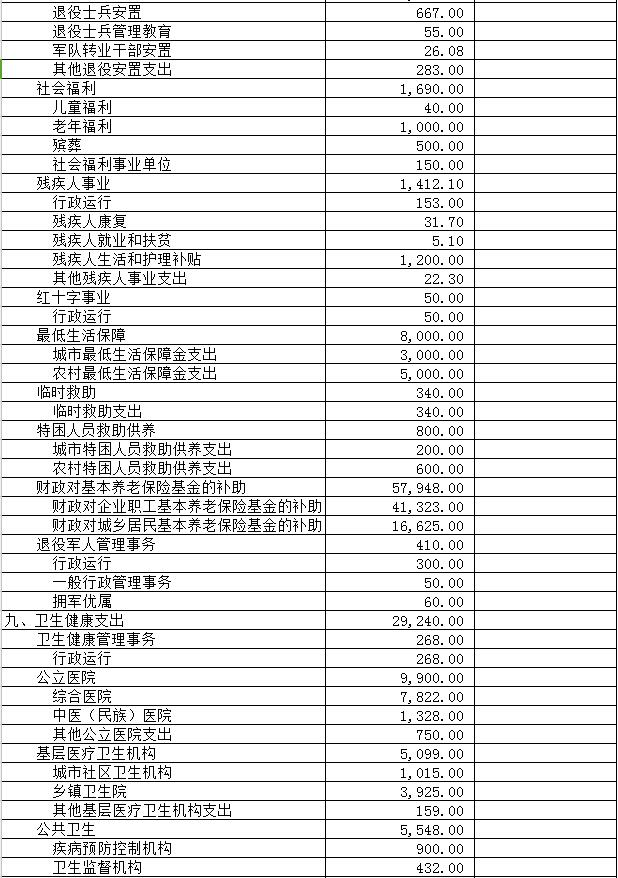 退役士兵安置 667.00
退役士兵管理教育 55.00
军队转业干部安置 26.08
其他退役安置支出 283.00
社会福利 1,690.00
儿童福利 40.00
老年福利 1,000.00
殡葬 500.00
社会福利事业单位 150.00
残疾人事业 1,412.10
行政运行 153.00
残疾人康复 31.70
残疾人就业和扶贫 5.10
残疾人生活和护理补贴 1,200.00
其他残疾人事业支出 22.30
红十字事业 50.00
行政运行 50.00
最低生活保障 8,000.00
城市最低生活保障金支出 3,000.00
农村最低生活保障金支出 5,000.00
临时救助 340.00
临时救助支出 340.00
特困人员救助供养 800.00
城市特困人员救助供养支出 200.00
农村特困人员救助供养支出 600.00
财政对基本养老保险基金的补助 57,948.00
财政对企业职工基本养老保险基金的补助 41,323.00
财政对城乡居民基本养老保险基金的补助 16,625.00
退役军人管理事务 410.00
行政运行 300.00
一般行政管理事务 50.00
拥军优属 60.00
九、卫生健康支出 29,240.00
卫生健康管理事务 268.00
行政运行 268.00
公立医院 9,900.00
综合医院 7,822.00
中医（民族）医院 1,328.00
其他公立医院支出 750.00
基层医疗卫生机构 5,099.00
城市社区卫生机构 1,015.00
乡镇卫生院 3,925.00
其他基层医疗卫生机构支出 159.00
公共卫生 5,548.00
疾病预防控制机构 900.00
卫生监督机构 432.00